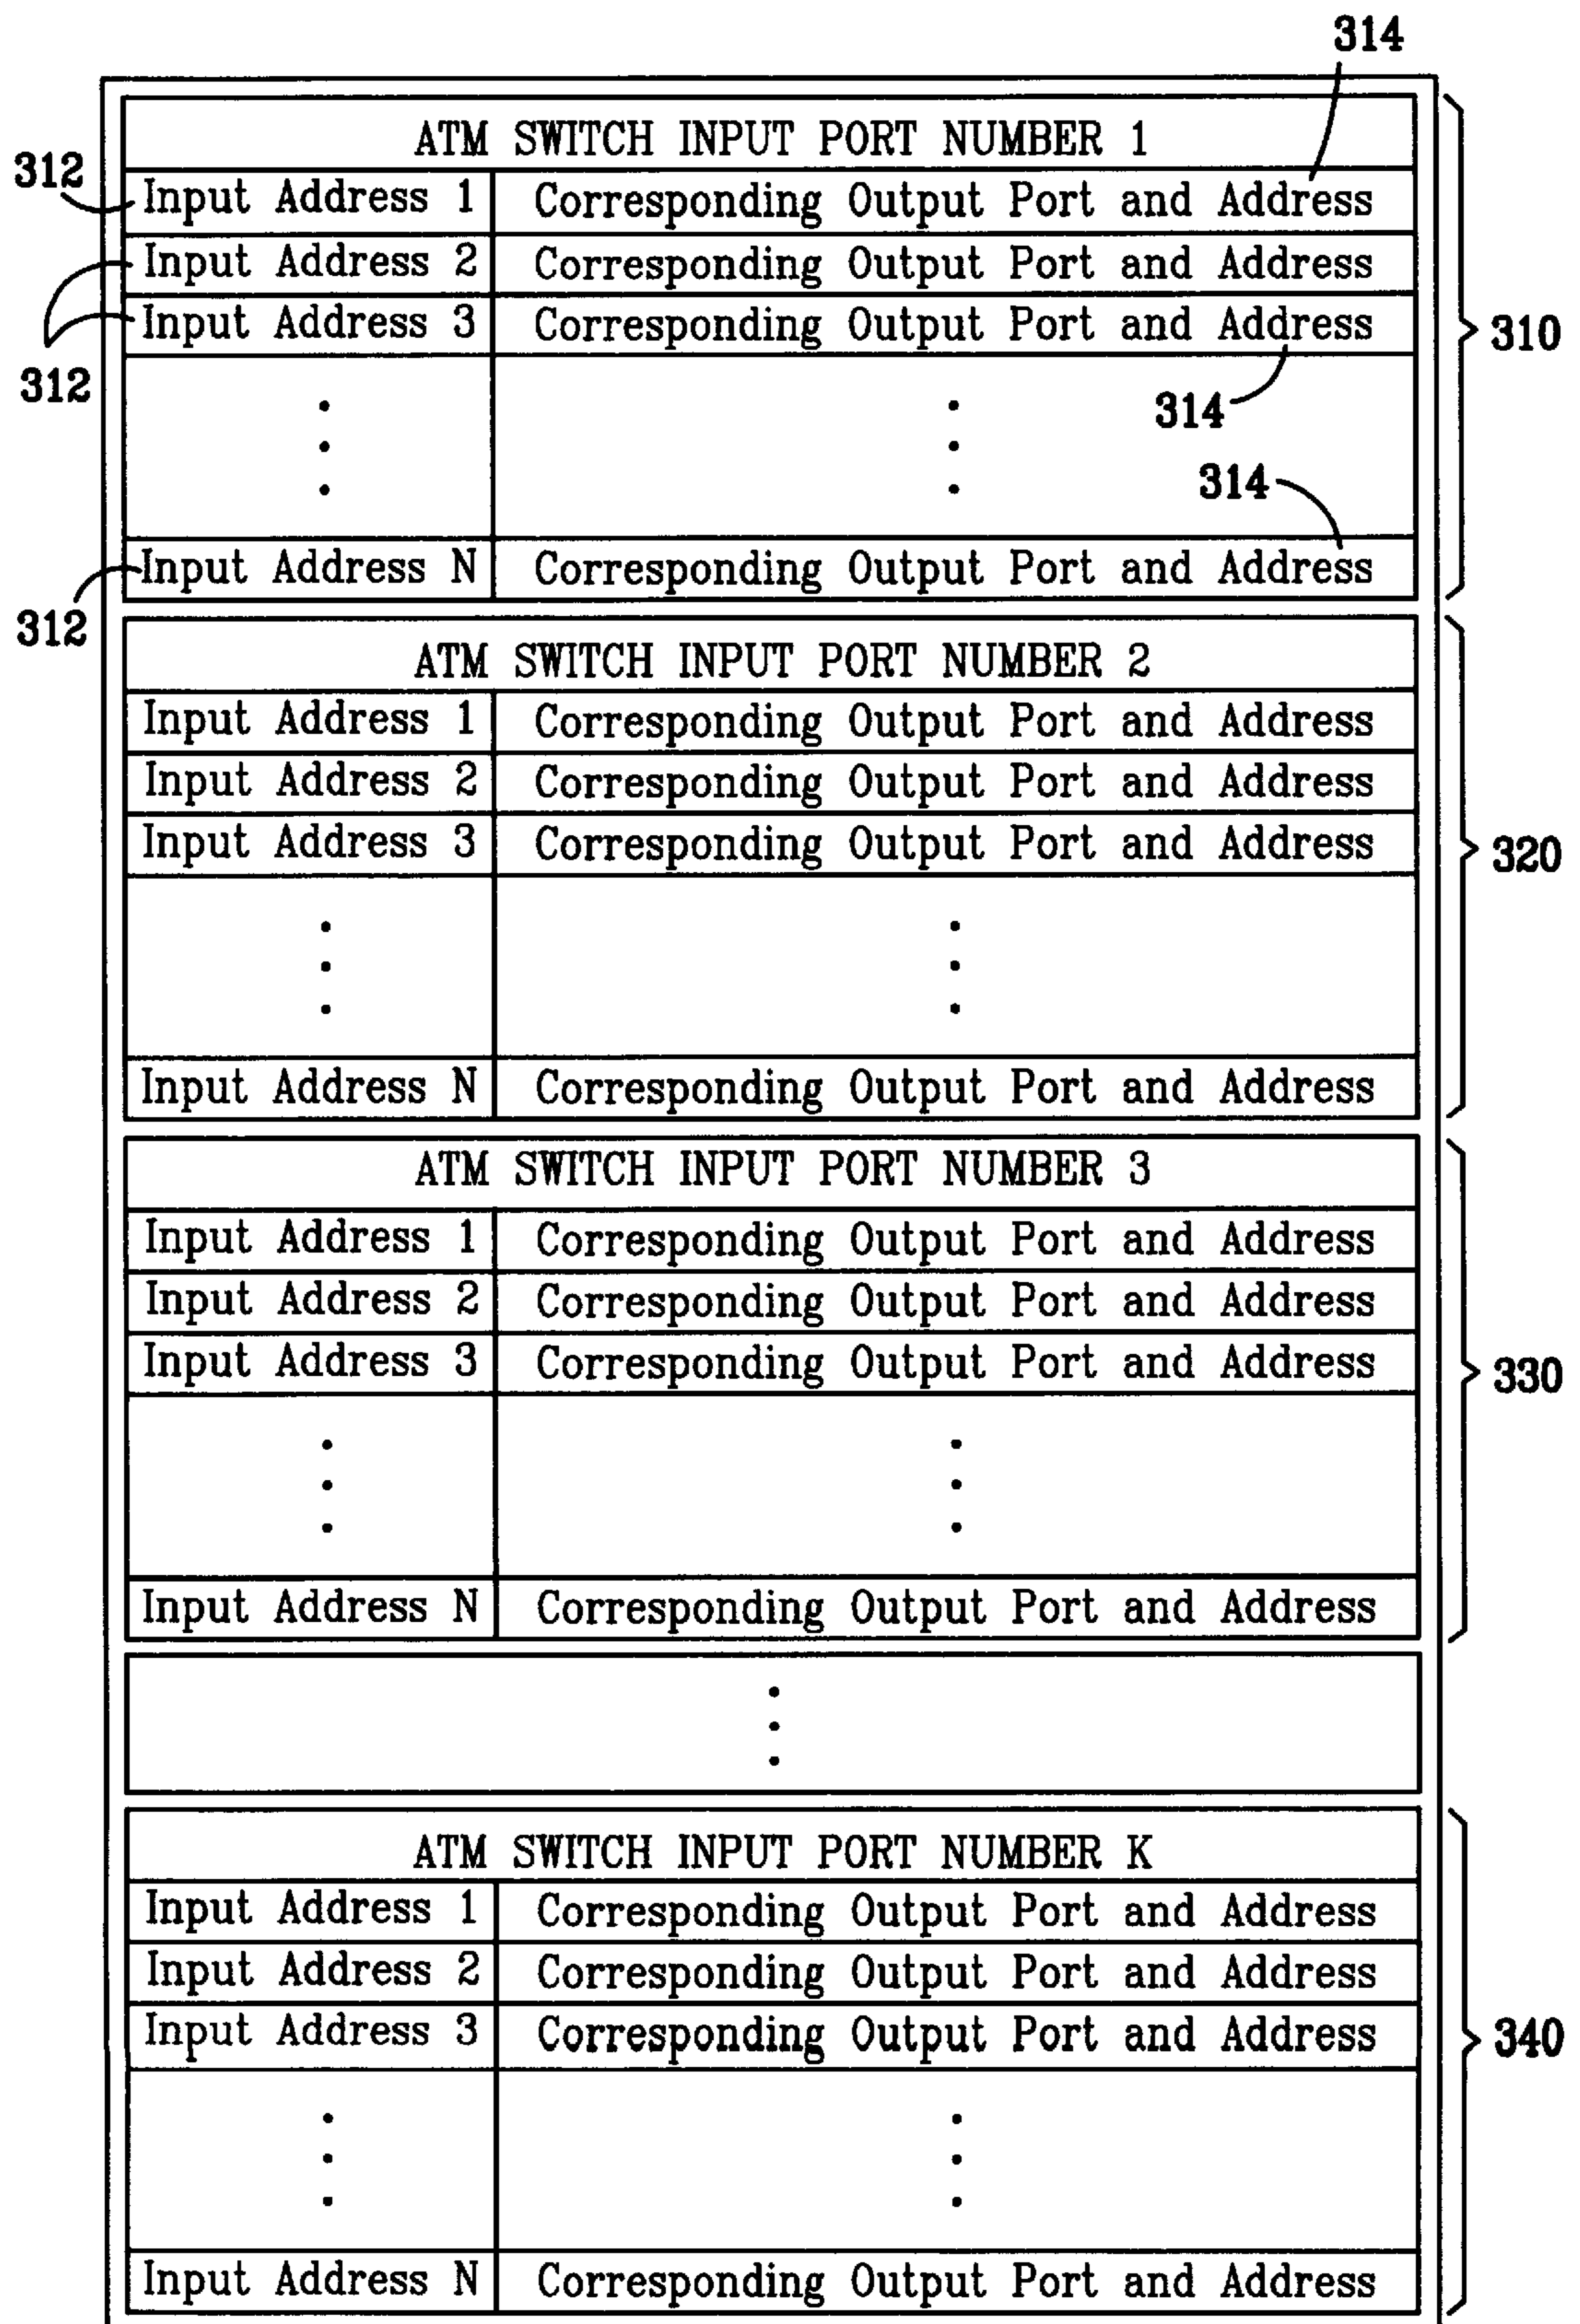 314
ATM SWITCH INPUT PORT NUMBER 1
312
Input Address 1 Corresponding Output Port and Address
Input Address 2 Corresponding Output Port and Address
Input Address 3 Corresponding Output Port and Address
310
312
314
314
Input Address N Corresponding Output Port and Address
312
ATM SWITCH INPUT PORT NUMBER 2
Input Address 1 Corresponding Output Port and Address
Input Address 2 Corresponding Output Port and Address
Input Address 3 Corresponding Output Port and Address
320
Input Address N Corresponding Output Port and Address
ATM SWITCH INPUT PORT NUMBER 3
Input Address 1 Corresponding Output Port and Address
Input Address 2 Corresponding Output Port and Address
Input Address 3 Corresponding Output Port and Address
330
Input Address N Corresponding Output Port and Address
ATM SWITCH INPUT PORT NUMBER K
Input Address 1 Corresponding Output Port and Address
Input Address 2 Corresponding Output Port and Address
Input Address 3 Corresponding Output Port and Address
340
Input Address N Corresponding Output Port and Address